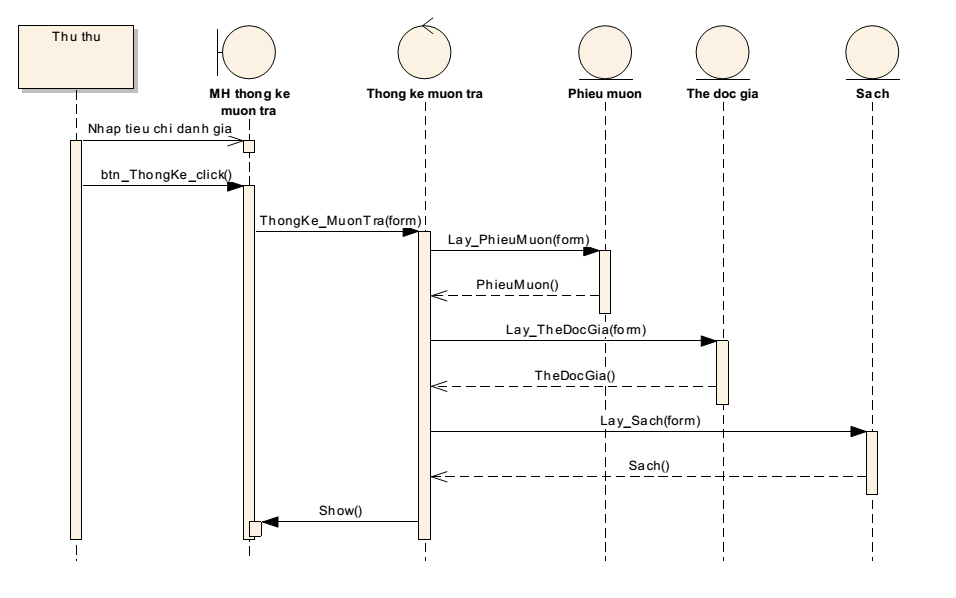 Thu thu
MH thong ke
muon tra
Thong ke muon tra
Phieu muon
The doc gia
Sach
Nhap tieu chi danh gia
btn_ThongKe_click()
ThongKe_MuonTra(form)
Lay_PhieuMuon(form)
PhieuMuon()
Lay_TheDocGia(form)
TheDocGia()
Lay_Sach(form)
Sach()
Show()